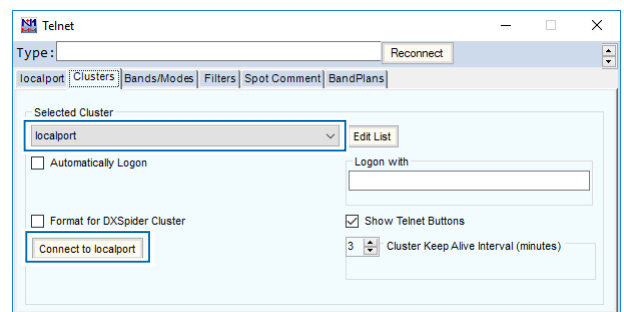 Telnet
Type: Reconnect
localport Clusters Bands/Modes Filters Spot Comment BandPlans
Selected Cluster
localport Edit List
Automatically Logon Logon with
Format for DXSpider Cluster Show Telnet Buttons
Connect to localport 3 Cluster Keep Alive Interval (minutes)